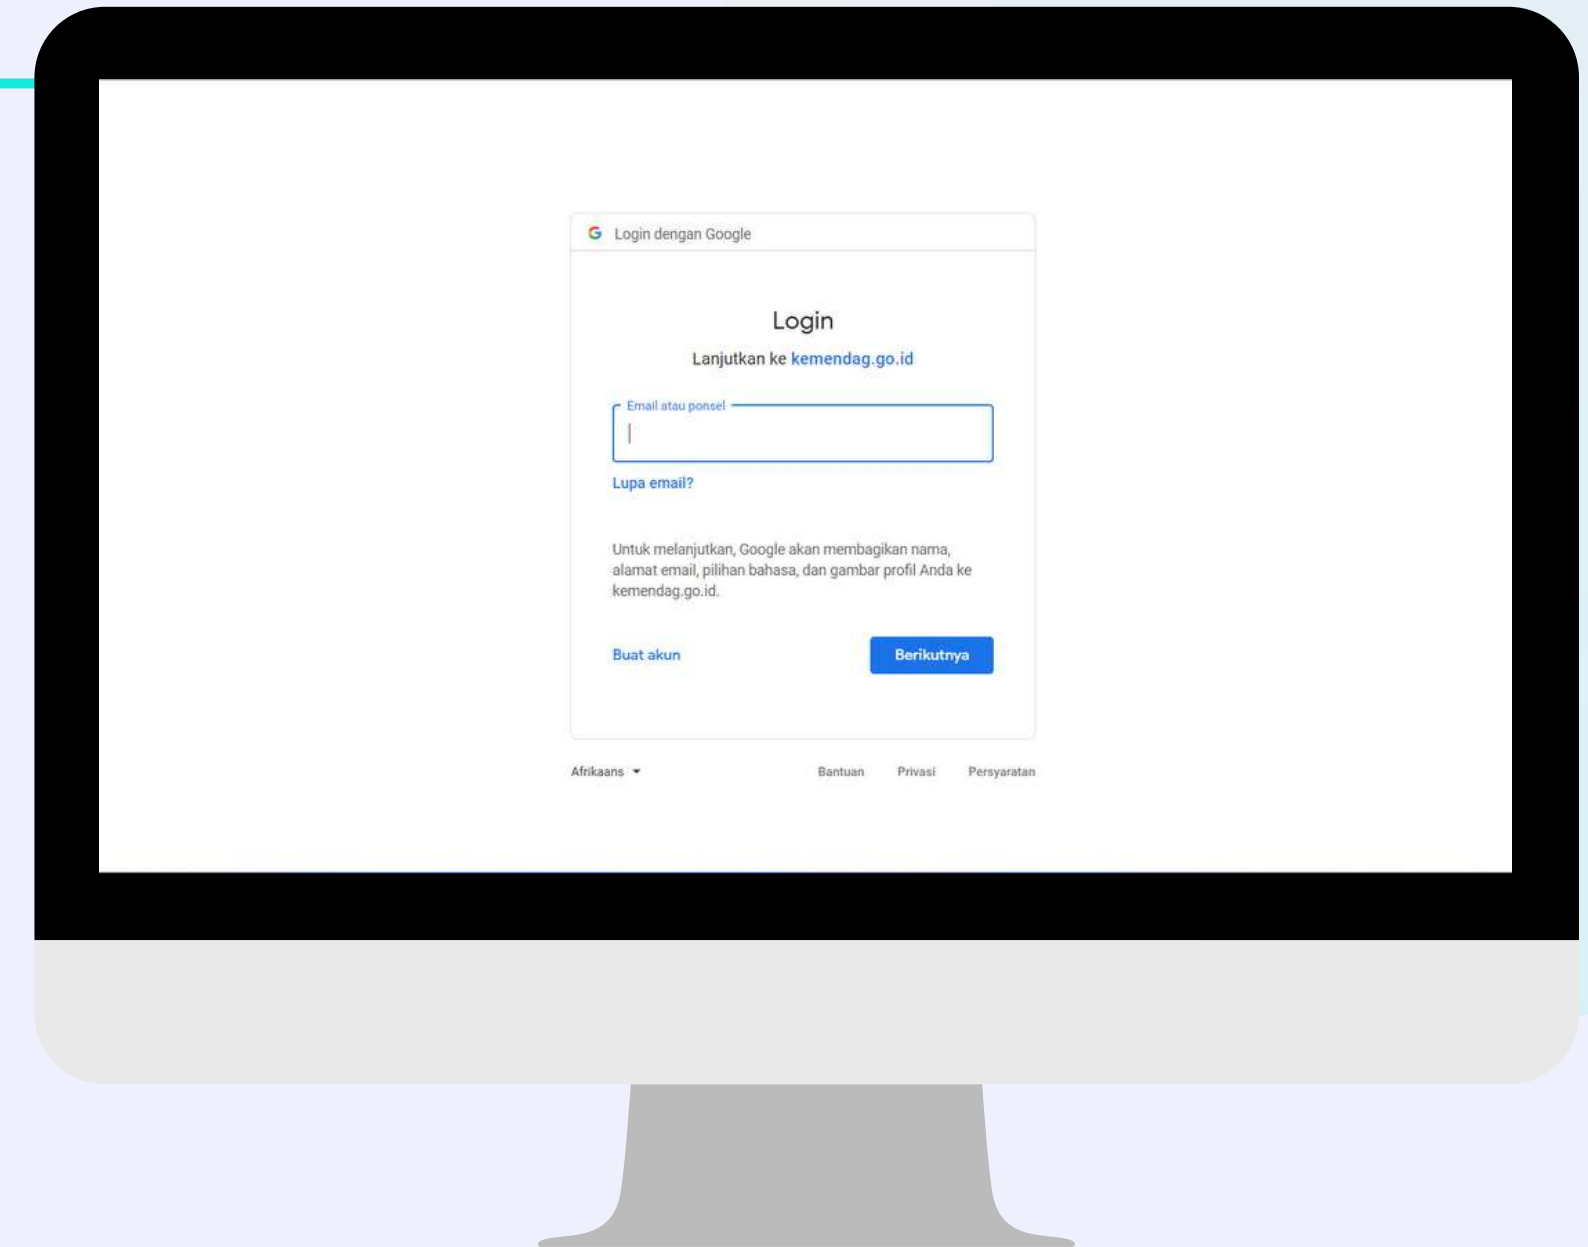 Login dengan Google
Login
Lanjutkan ke kemendag.go.id
Email atau ponsel
Lupa email?
Untuk melanjutkan, Google akan membagikan nama,
alamat email, pilihan bahasa, dan gambar profil Anda ke
kemendag.go.id.
Buat akun Berikutnya
Afrikaans Bantuan Privasi Persyaratan